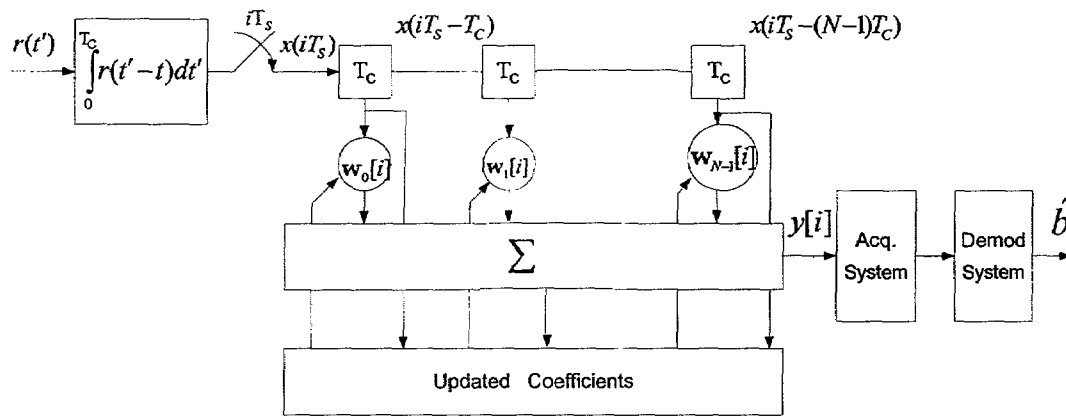 r(t′)
T_C ∫ 0 r(t′−t)dt′
iT_s
x(iT_s)
x(iT_s−T_C)
x(iT_s−(N−1)T_C)
T_C
T_C
T_C
w_0[i]
w_1[i]
w_{N−1}[i]
Σ
y[i]
Acq.
System
Demod
System
b̂
Updated Coefficients